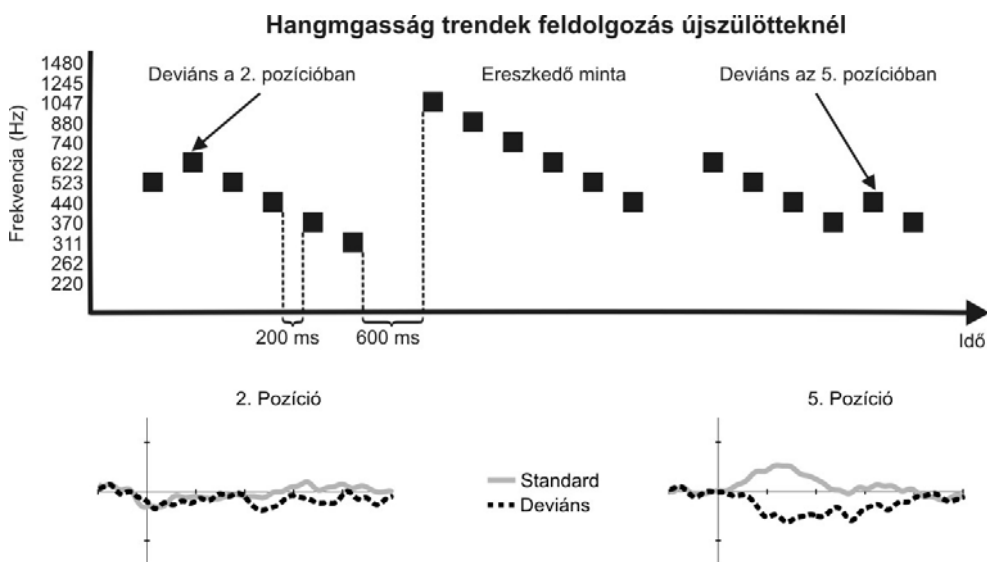 Hangmgasság trendek feldolgozás újszülötteknél
Deviáns a 2. pozícióban
Ereszkedő minta
Deviáns az 5. pozícióban
Frekvencia (Hz)
1480
1245
1047
880
740
622
523
440
370
311
262
220
200 ms
600 ms
Idő
2. Pozíció
5. Pozíció
Standard
Deviáns